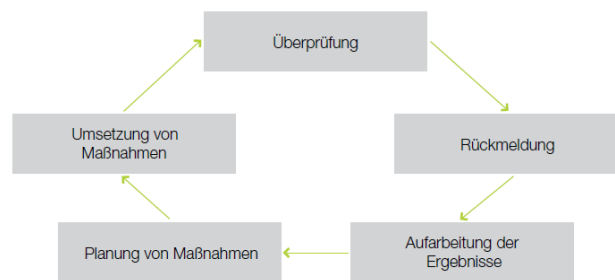 Überprüfung
Rückmeldung
Aufarbeitung der
Ergebnisse
Planung von Maßnahmen
Umsetzung von
Maßnahmen